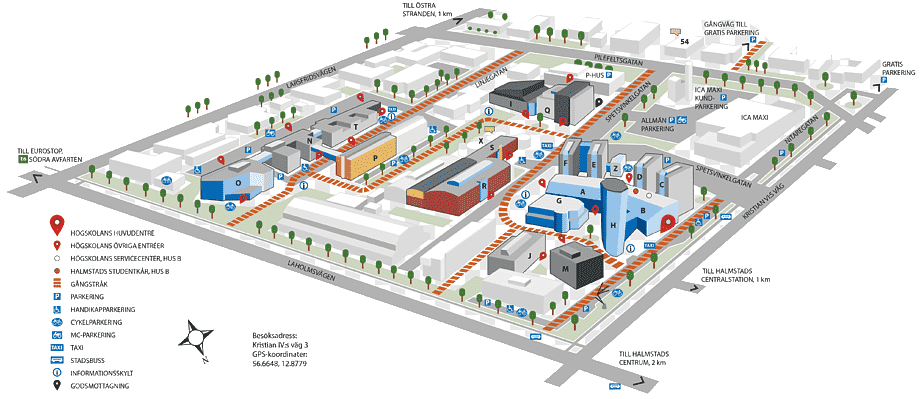 TILL ÖSTRA
STRANDEN, 1 km
GÅNGVÄG TILL
GRATIS PARKERING
P
54
PILEFELTSGATAN
GRATIS
PARKERING
P
LARSFRIDSVÄGEN
LINJEGATAN
P-HUS P
SPETSVINKELGATAN
ICA MAXI
KUND-
PARKERING
ALLMÄN
PARKERING
P
ICA MAXI
NITAREGATAN
I
Q
T
N
P
X
S
TAXI
TILL EUROSTOP,
E6 SÖDRA AVFARTEN
O
R
F
E
Z
D
C
SPETSVINKELGATAN
A
G
B
H
TAXI
KRISTIAN IV:S VÄG
J
M
LAHOLMSVÄGEN
HÖGSKOLANS HUVUDENTRÉ
HÖGSKOLANS ÖVRIGA ENTRÉER
HÖGSKOLANS SERVICECENTER, HUS B
HALMSTADS STUDENTKÅR, HUS B
GÅNGSTRÅK
P PARKERING
HANDIKAPPARKERING
CYKELPARKERING
MC-PARKERING
TAXI TAXI
STADSBUSS
i INFORMATIONSSKYLT
GODSMOTTAGNING
Besöksadress:
Kristian IV:s väg 3
GPS-koordinater:
56.6648, 12.8779
TILL HALMSTADS
CENTRALSTATION, 1 km
TILL HALMSTADS
CENTRUM, 2 km